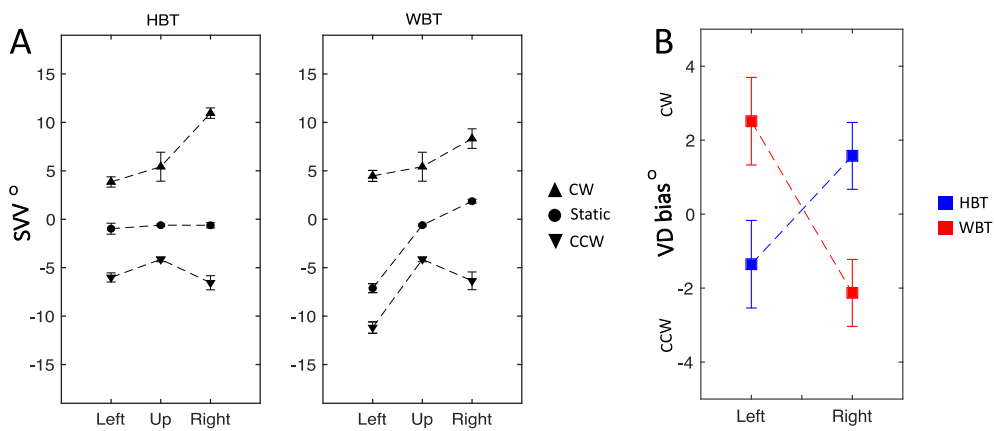 A
HBT
WBT
B
SVV °
15
10
5
0
-5
-10
-15
Left Up Right
15
10
5
0
-5
-10
-15
Left Up Right
CW
Static
CCW
VD bias°
CW
CCW
4
2
0
-2
-4
Left Right
HBT
WBT